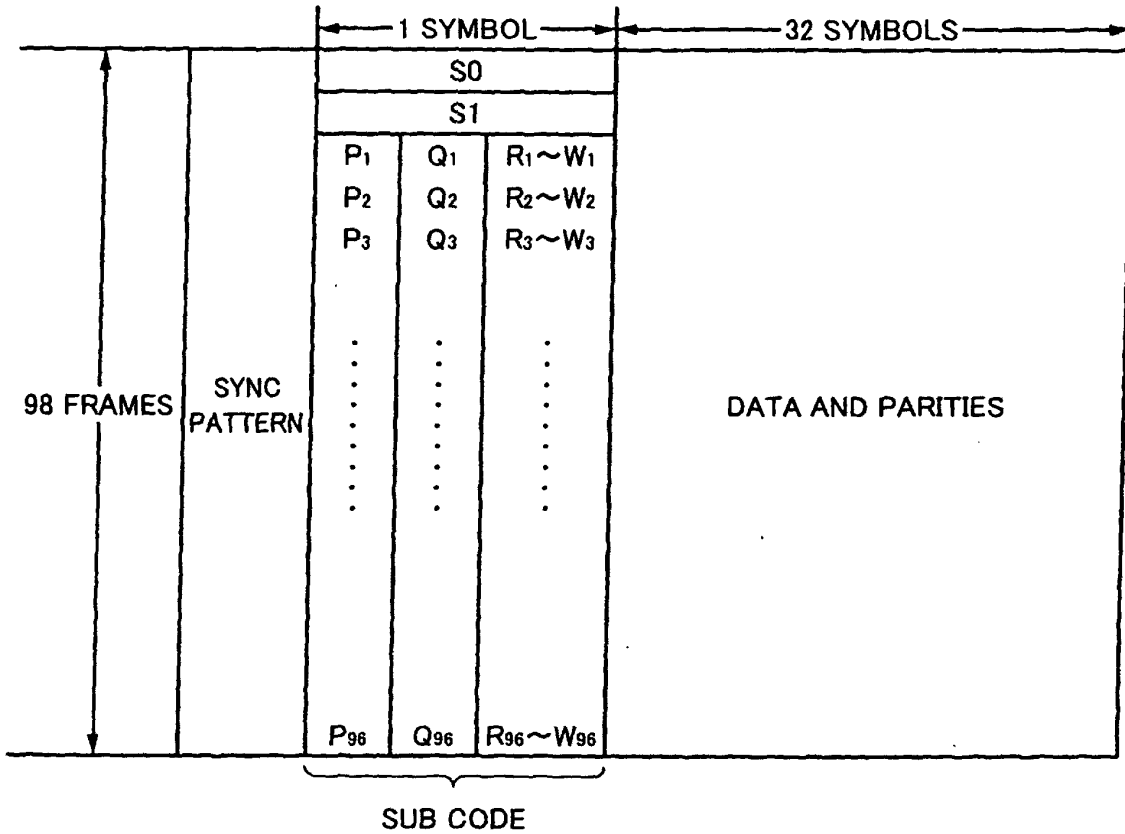 1 SYMBOL 32 SYMBOLS
S0
S1
P1 Q1 R1~W1
P2 Q2 R2~W2
P3 Q3 R3~W3
98 FRAMES
SYNC
PATTERN
DATA AND PARITIES
P96 Q96 R96~W96
SUB CODE